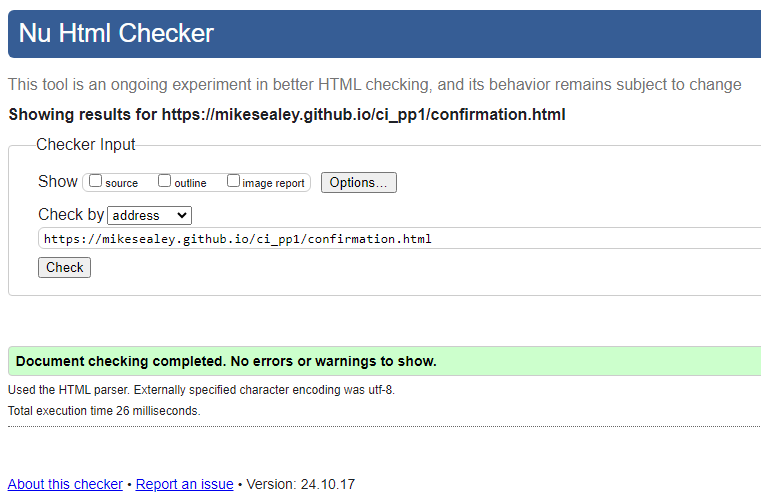 Nu Html Checker
This tool is an ongoing experiment in better HTML checking, and its behavior remains subject to change
Showing results for https://mikesealey.github.io/ci_pp1/confirmation.html
Checker Input
Show source outline image report Options...
Check by address
https://mikesealey.github.io/ci_pp1/confirmation.html
Check
Document checking completed. No errors or warnings to show.
Used the HTML parser. Externally specified character encoding was utf-8.
Total execution time 26 milliseconds.
About this checker • Report an issue • Version: 24.10.17